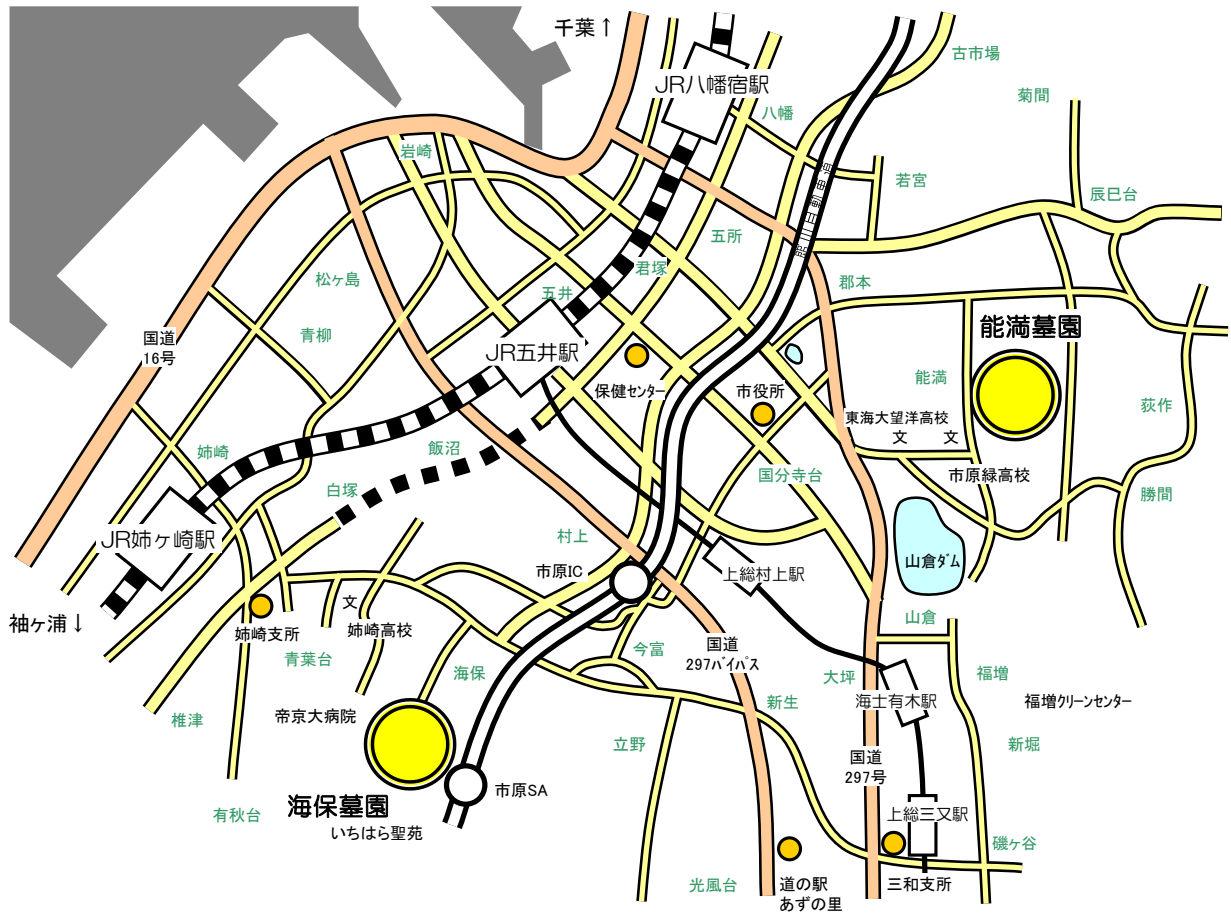 千葉↑
古市場
JR八幡宿駅
菊間
八幡
岩崎
館山自動車道
若宮
辰巳台
五所
松ヶ島
君塚
郡本
五井
国道
16号
青柳
能満墓園
JR五井駅
保健センター
市役所
能満
荻作
東海大望洋高校
文
文
姉崎
飯沼
国分寺台
市原緑高校
白塚
勝間
JR姉ヶ崎駅
村上
市原IC
上総村上駅
山倉ダム
袖ヶ浦↓
姉崎支所
文
姉崎高校
青葉台
山倉
今富
国道
297バイパス
海保
大坪
福増
新生
海士有木駅
福増クリーンセンター
帝京大病院
椎津
立野
新堀
国道
297号
市原SA
海保墓園
いちはら聖苑
有秋台
上総三又駅
磯ヶ谷
光風台
道の駅
あずの里
三和支所